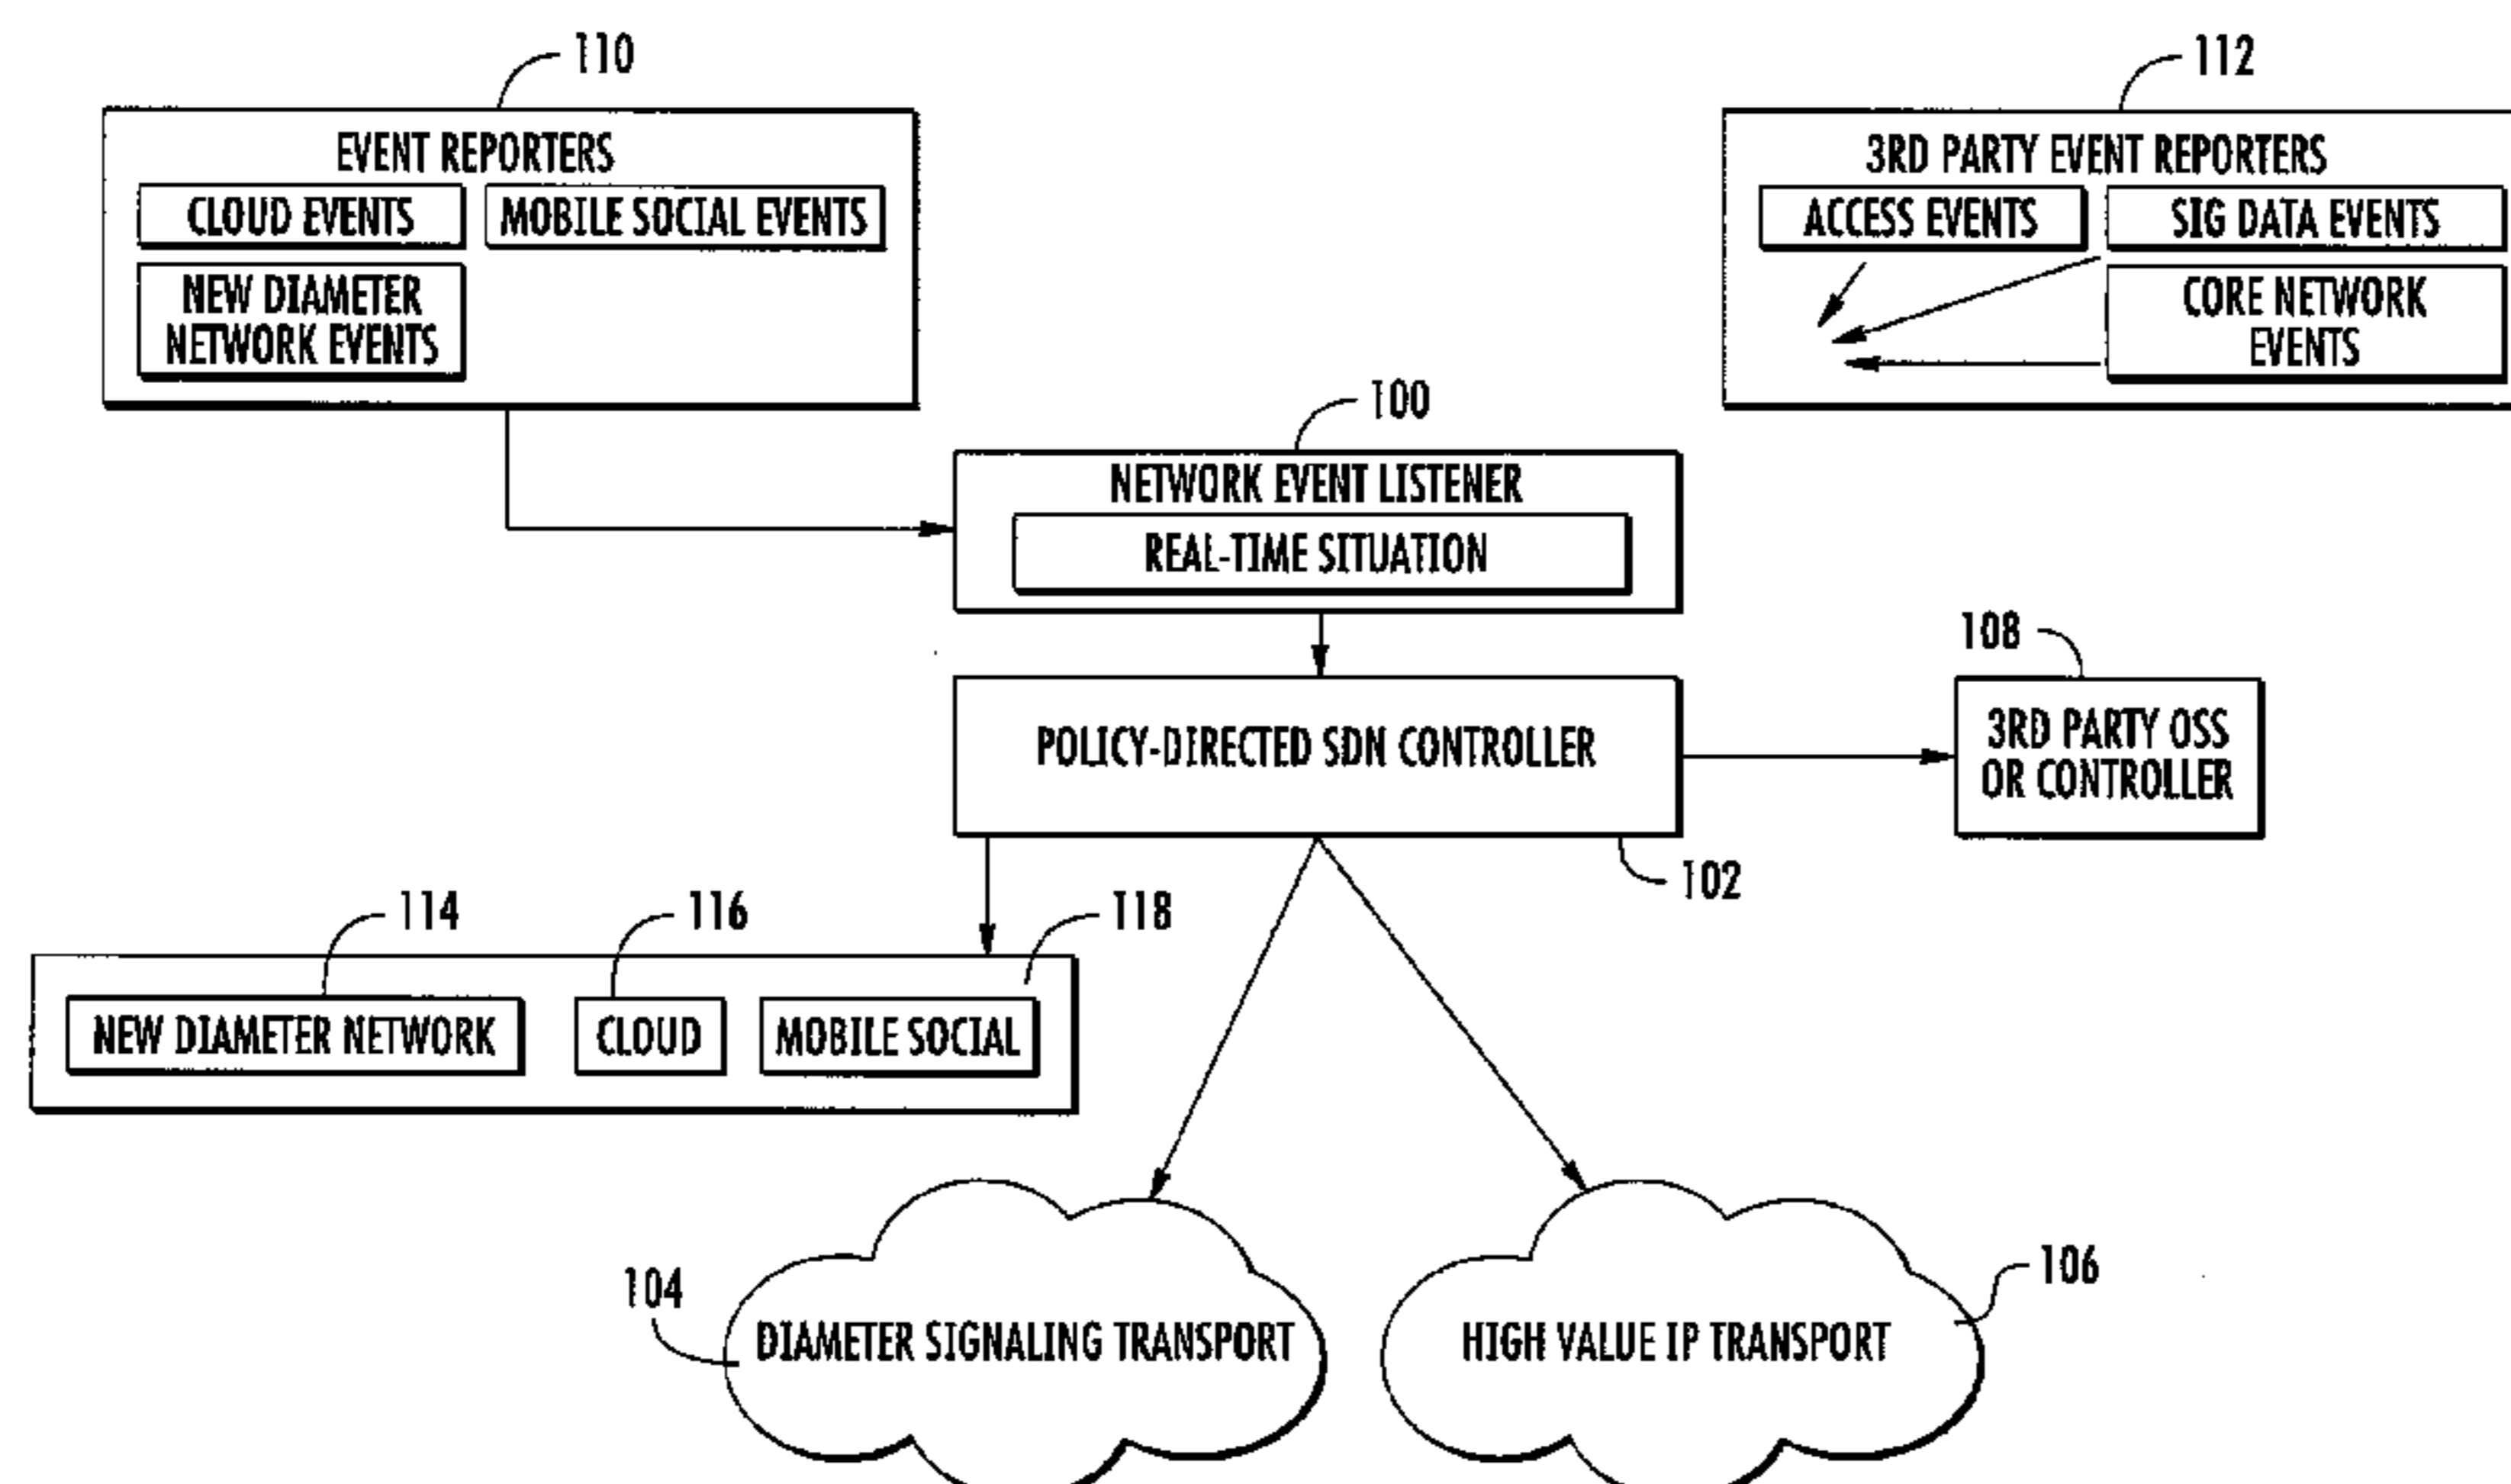 110
112
EVENT REPORTERS
CLOUD EVENTS
MOBILE SOCIAL EVENTS
NEW DIAMETER
NETWORK EVENTS
3RD PARTY EVENT REPORTERS
ACCESS EVENTS
SIG DATA EVENTS
CORE NETWORK
EVENTS
100
NETWORK EVENT LISTENER
REAL-TIME SITUATION
108
POLICY-DIRECTED SDN CONTROLLER
3RD PARTY OSS
OR CONTROLLER
102
114
116
118
NEW DIAMETER NETWORK
CLOUD
MOBILE SOCIAL
104
DIAMETER SIGNALING TRANSPORT
HIGH VALUE IP TRANSPORT
106